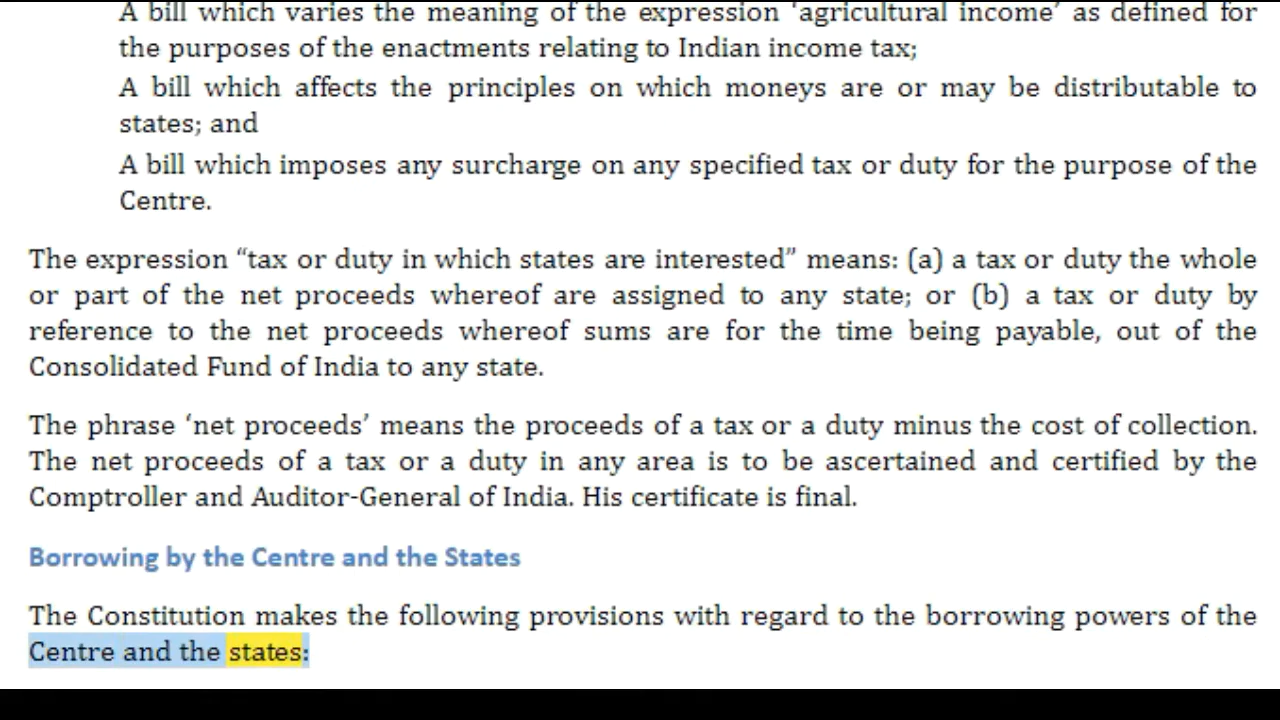 A bill which varies the meaning of the expression ‘agricultural income’ as defined for
the purposes of the enactments relating to Indian income tax;
A bill which affects the principles on which moneys are or may be distributable to
states; and
A bill which imposes any surcharge on any specified tax or duty for the purpose of the
Centre.
The expression “tax or duty in which states are interested” means: (a) a tax or duty the whole
or part of the net proceeds whereof are assigned to any state; or (b) a tax or duty by
reference to the net proceeds whereof sums are for the time being payable, out of the
Consolidated Fund of India to any state.
The phrase ‘net proceeds’ means the proceeds of a tax or a duty minus the cost of collection.
The net proceeds of a tax or a duty in any area is to be ascertained and certified by the
Comptroller and Auditor-General of India. His certificate is final.
Borrowing by the Centre and the States
The Constitution makes the following provisions with regard to the borrowing powers of the
Centre and the states: